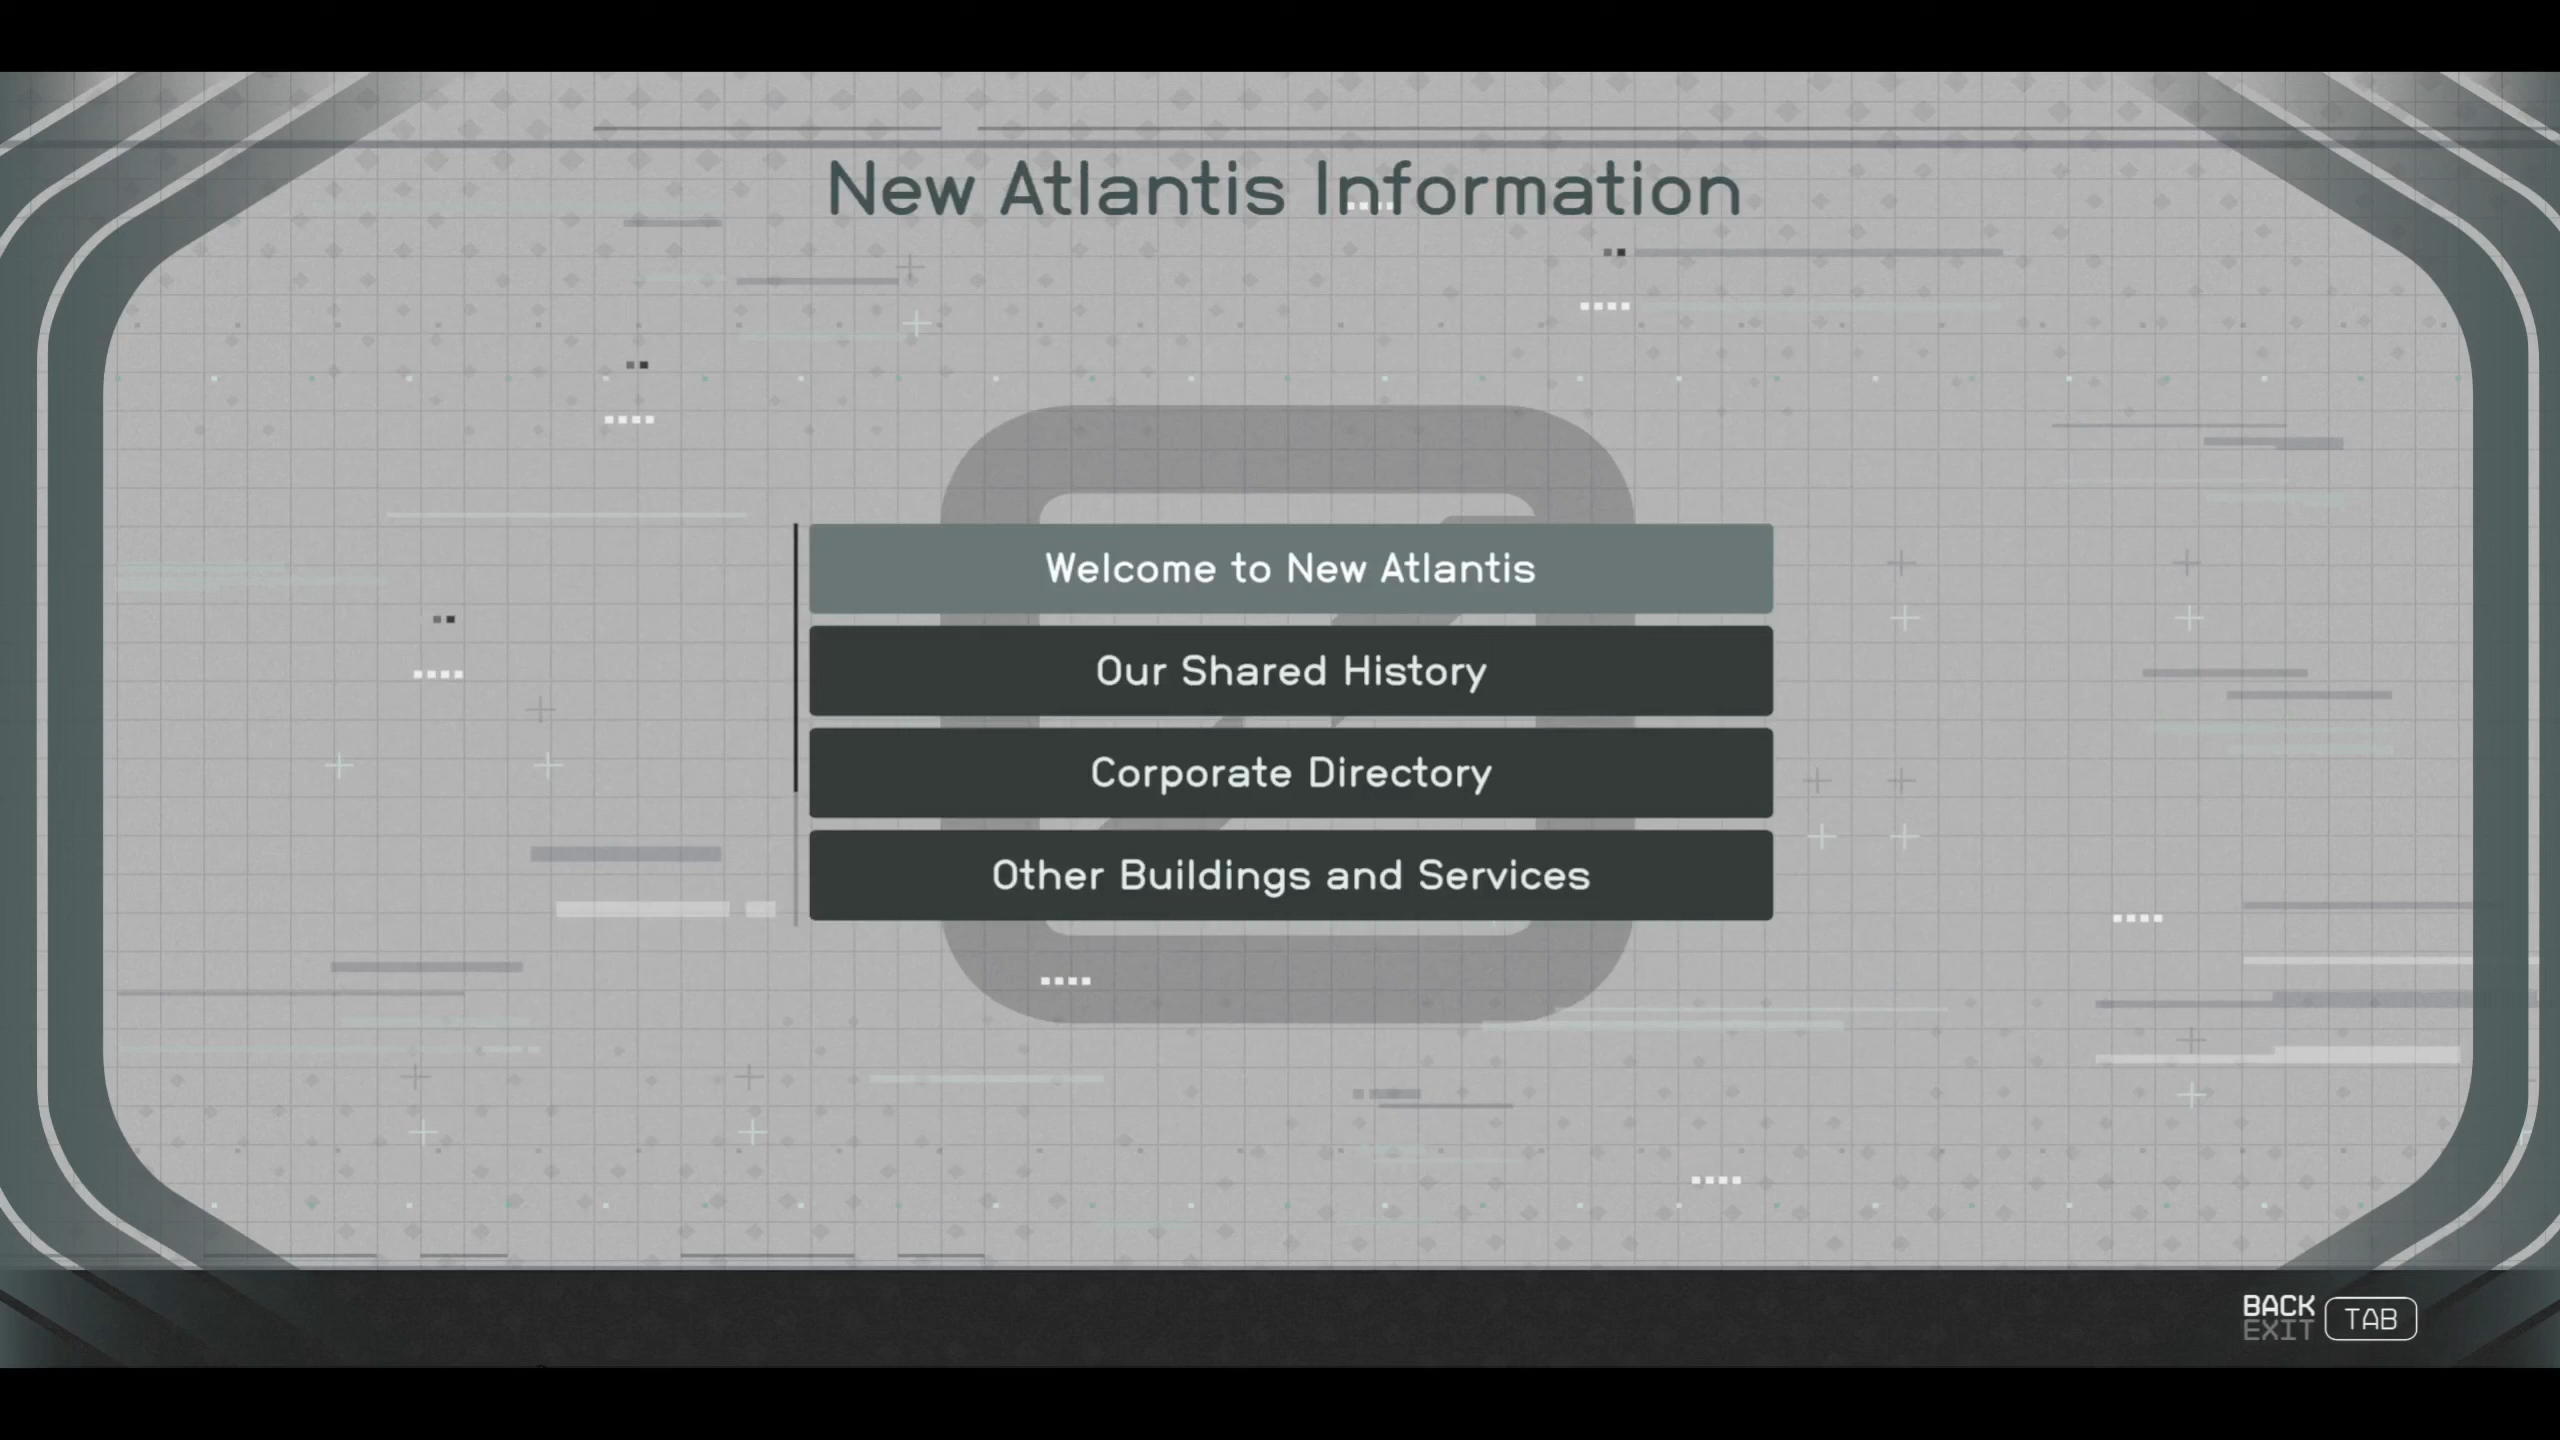 New Atlantis Information
Welcome to New Atlantis
Our Shared History
Corporate Directory
Other Buildings and Services
BACK
EXIT
TAB